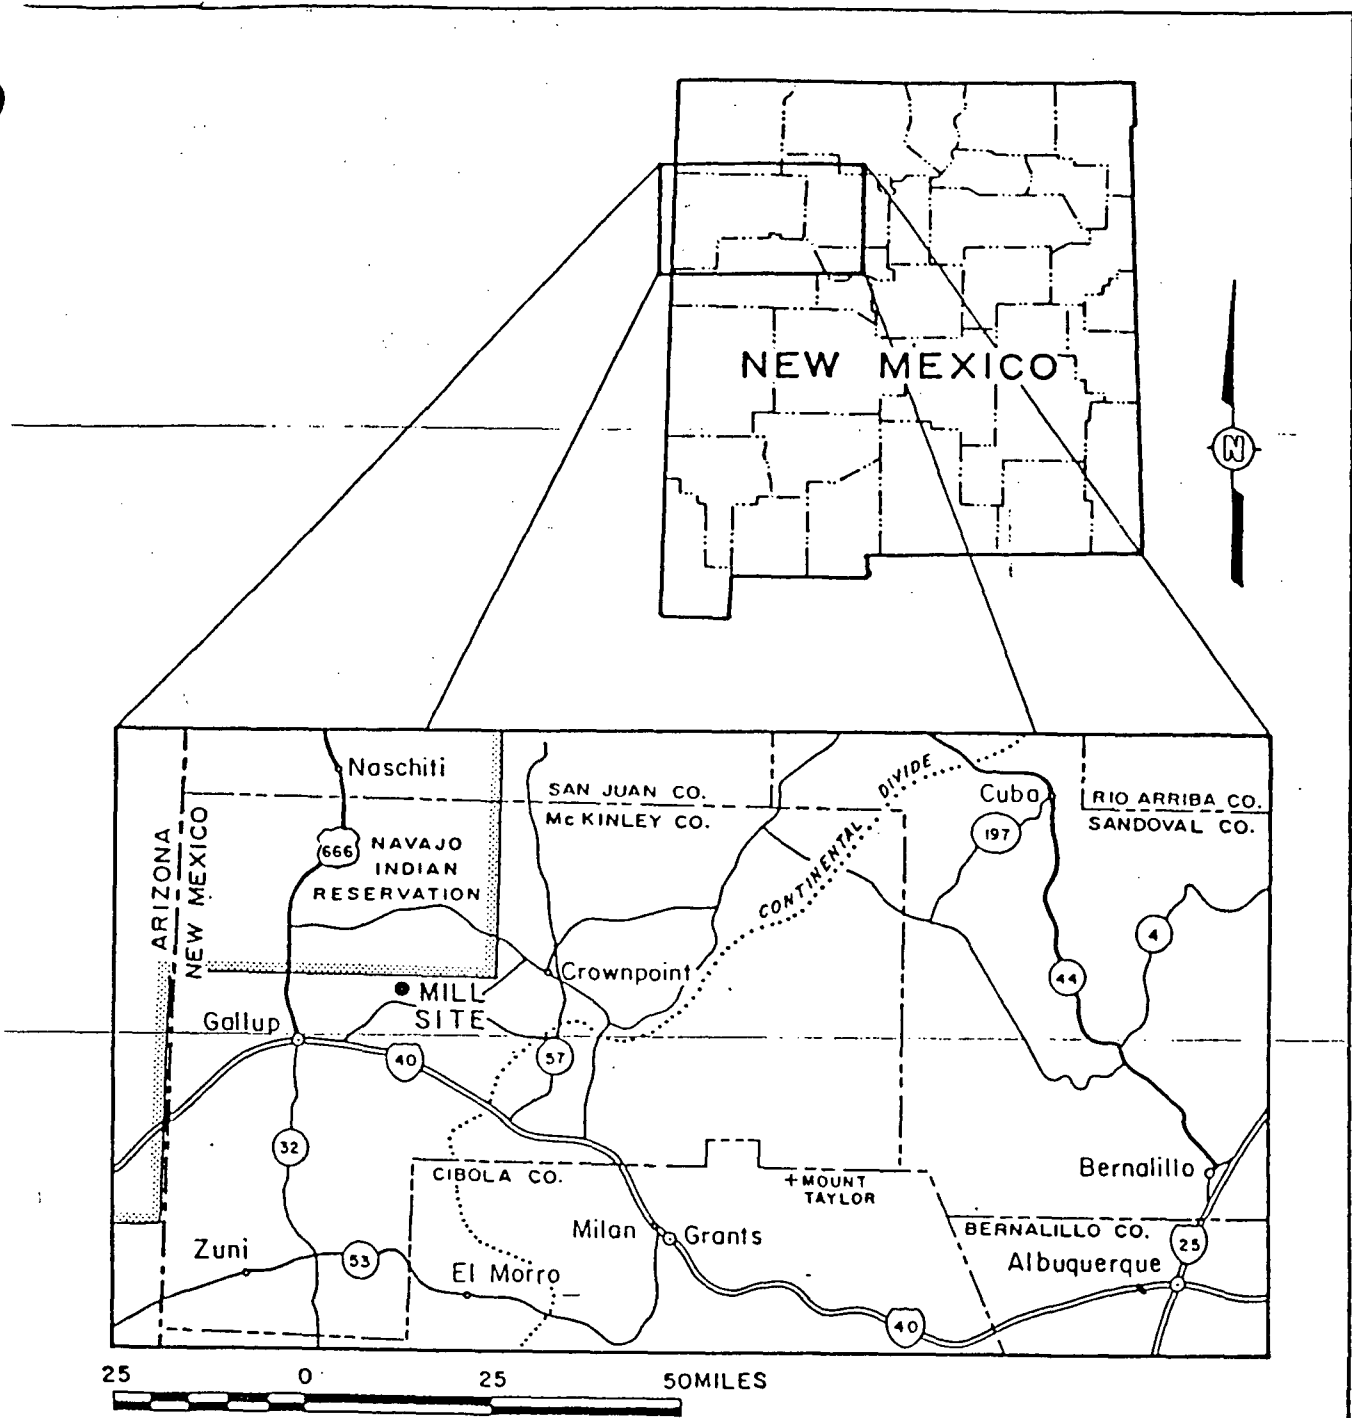 NEW MEXICO
N
Naschiti
SAN JUAN CO.
McKINLEY CO.
CONTINENTAL DIVIDE
Cuba
RIO ARRIBA CO.
SANDOVAL CO.
197
666
NAVAJO
INDIAN
RESERVATION
ARIZONA
NEW MEXICO
4
44
Crownpoint
MILL
SITE
Gallup
40
57
32
CIBOLA CO.
+MOUNT
TAYLOR
Bernalillo
Milan
Grants
BERNALILLO CO.
25
Albuquerque
Zuni
53
El Morro
40
25 0 25 50MILES